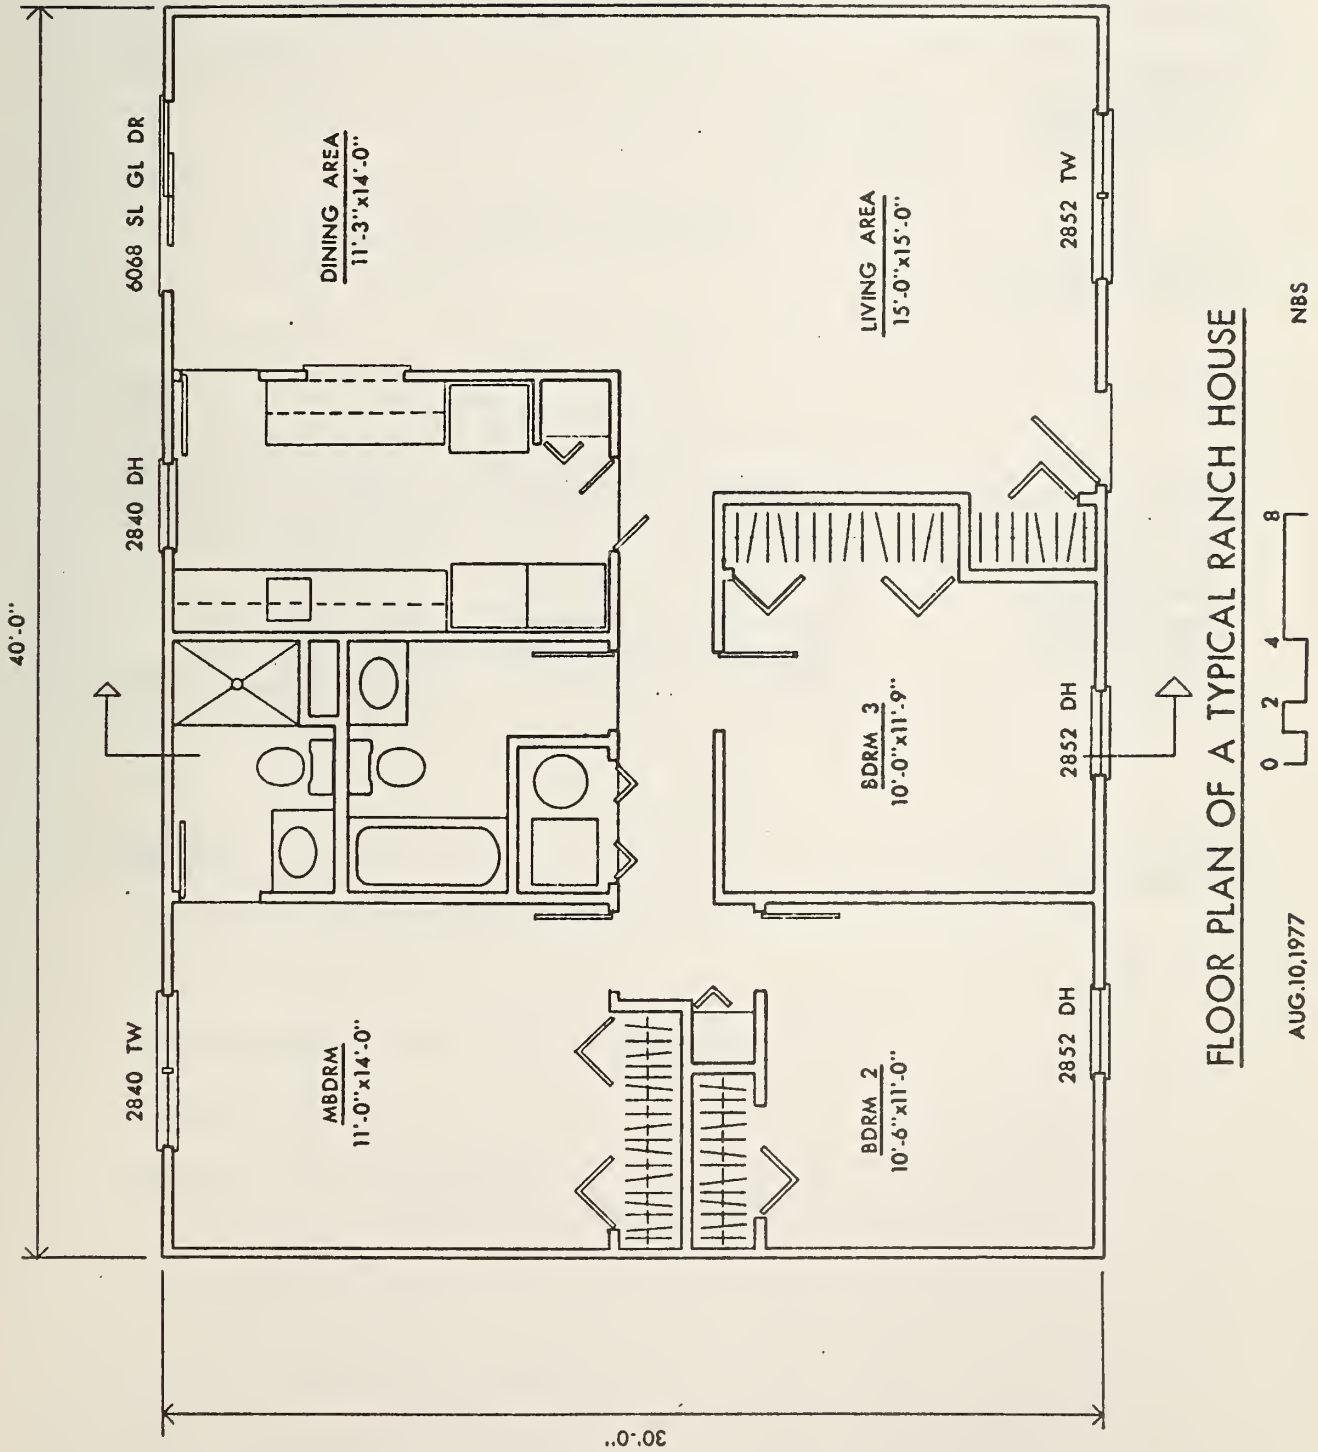 40'-0"
2840 TW
2840 DH
6068 SL GL DR
MBDRM
11'-0"x14'-0"
DINING AREA
11'-3"x14'-0"
BDRM 2
10'-6"x11'-0"
BDRM 3
10'-0"x11'-9"
LIVING AREA
15'-0"x15'-0"
2852 DH
2852 DH
2852 TW
30'-0"
FLOOR PLAN OF A TYPICAL RANCH HOUSE
AUG.10,1977
0 2 4 8
NBS